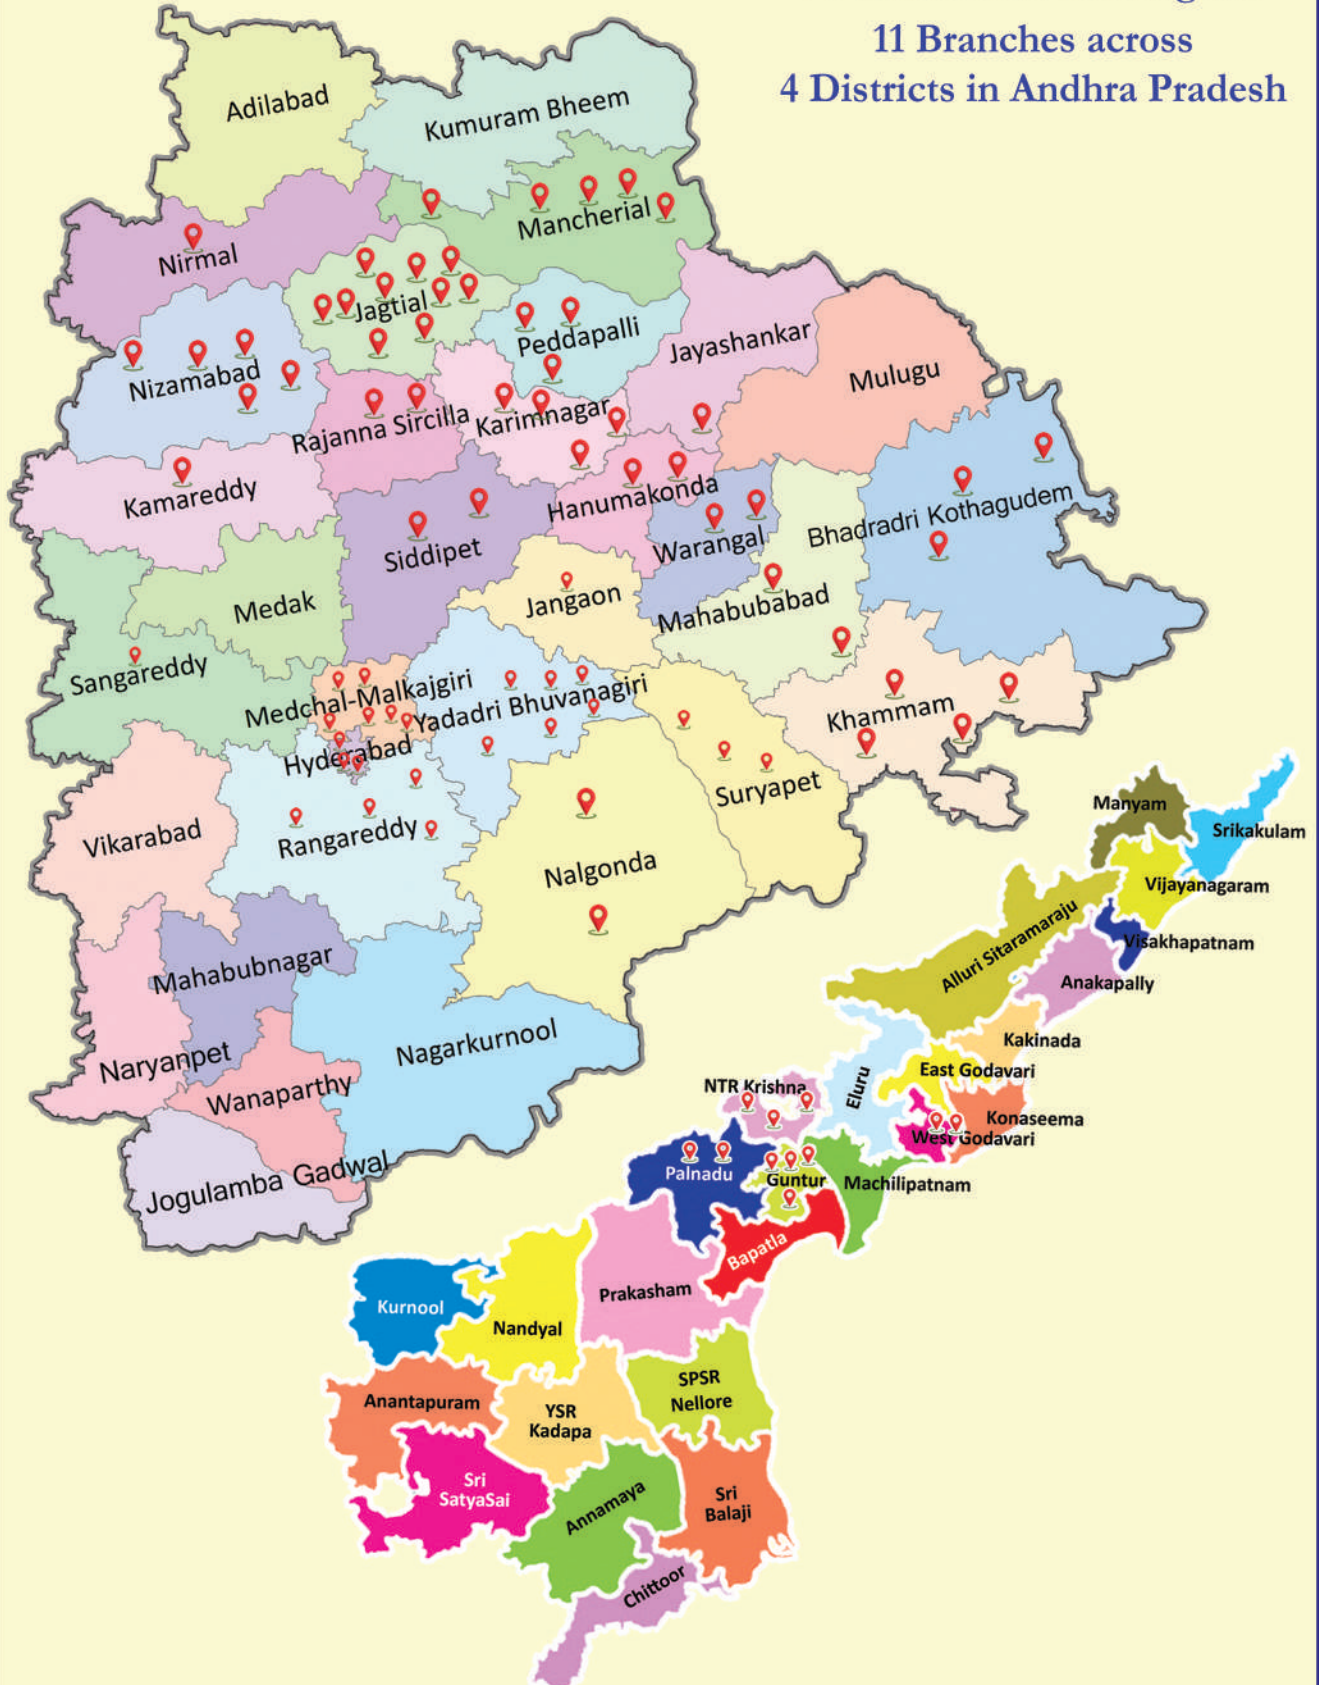 11 Branches across
4 Districts in Andhra Pradesh
Adilabad
Kumuram Bheem
Mancherial
Nirmal
Jagtial
Peddapalli
Jayashankar
Mulugu
Nizamabad
Rajanna Sircilla
Karimnagar
Kamareddy
Hanumakonda
Bhadradri Kothagudem
Siddipet
Warangal
Medak
Jangaon
Mahabubabad
Sangareddy
Medchal-Malkajgiri
Yadadri Bhuvanagiri
Khammam
Hyderabad
Suryapet
Vikarabad
Rangareddy
Nalgonda
Mahabubnagar
Naryanpet
Nagarkurnool
Wanaparthy
Jogulamba Gadwal
Manyam
Srikakulam
Vijayanagaram
Alluri Sitaramaraju
Visakhapatnam
Anakapally
Kakinada
East Godavari
NTR Krishna
Eluru
Konaseema
West Godavari
Palnadu
Guntur
Machilipatnam
Bapatla
Prakasham
Kurnool
Nandyal
SPSR
Nellore
Anantapuram
YSR
Kadapa
Sri
SatyaSai
Annamaya
Sri
Balaji
Chittoor